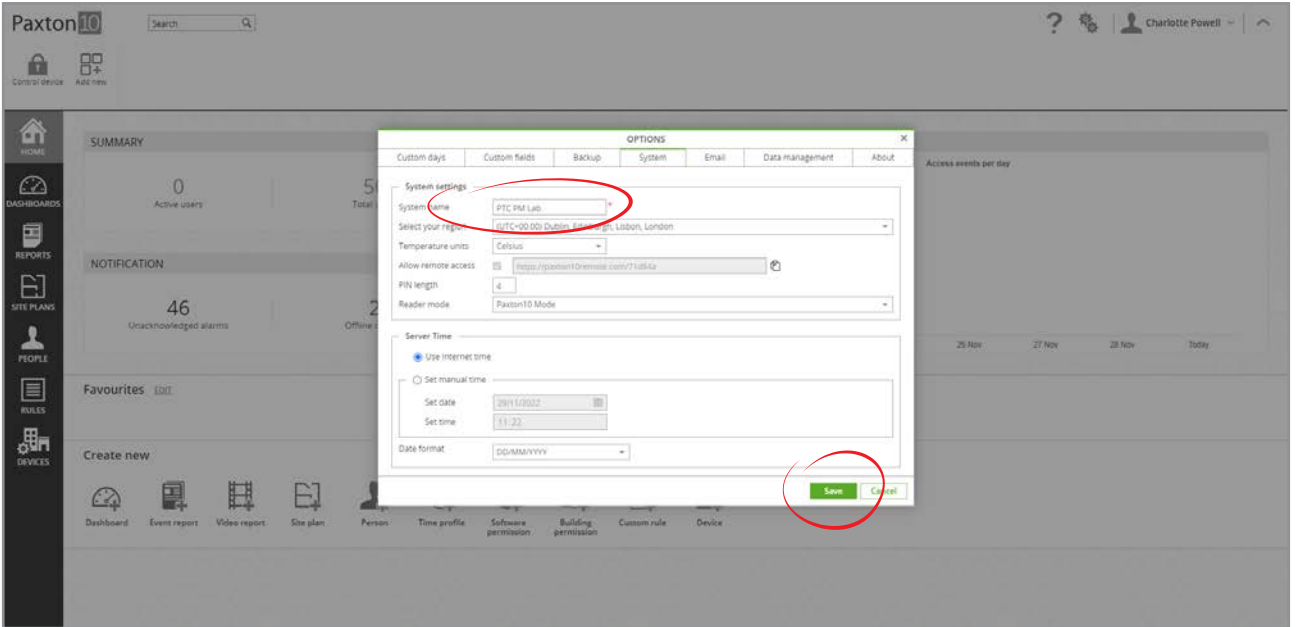 Paxton10
Search
Charlotte Powell
Control device
Add new
HOME
DASHBOARDS
REPORTS
SITE PLANS
PEOPLE
RULES
DEVICES
SUMMARY
0
Active users
NOTIFICATION
46
Unacknowledged alarms
Favourites EDIT
Create new
Dashboard
Event report
Video report
Site plan
Person
Time profile
Software permission
Building permission
Custom rule
Device
Access events per day
26 Nov
27 Nov
28 Nov
Today
OPTIONS
Custom days
Custom fields
Backup
System
Email
Data management
About
System settings
System name
PTC PM Lab
*
Select your region
(UTC+00:00) Dublin, Edinburgh, Lisbon, London
Temperature units
Celsius
Allow remote access
PIN length
4
Reader mode
Paxton10 Mode
Server Time
Use Internet time
Set manual time
Set date
29/11/2022
Set time
11:22
Date format
DD/MM/YYYY
Save
Cancel